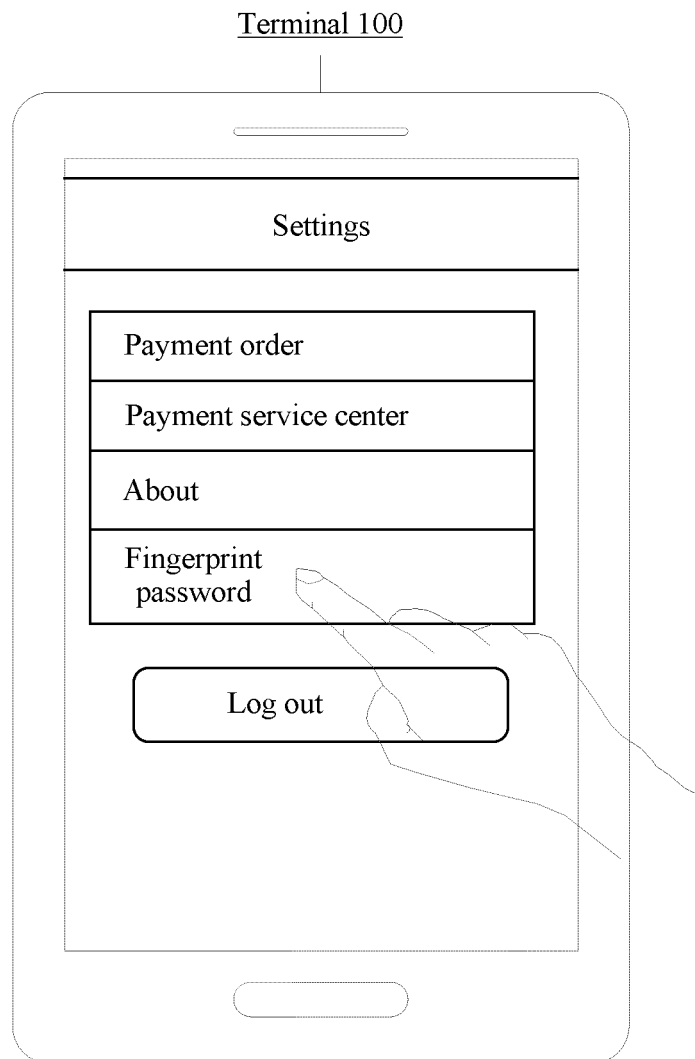 Terminal 100
Settings
Payment order
Payment service center
About
Fingerprint
password
Log out